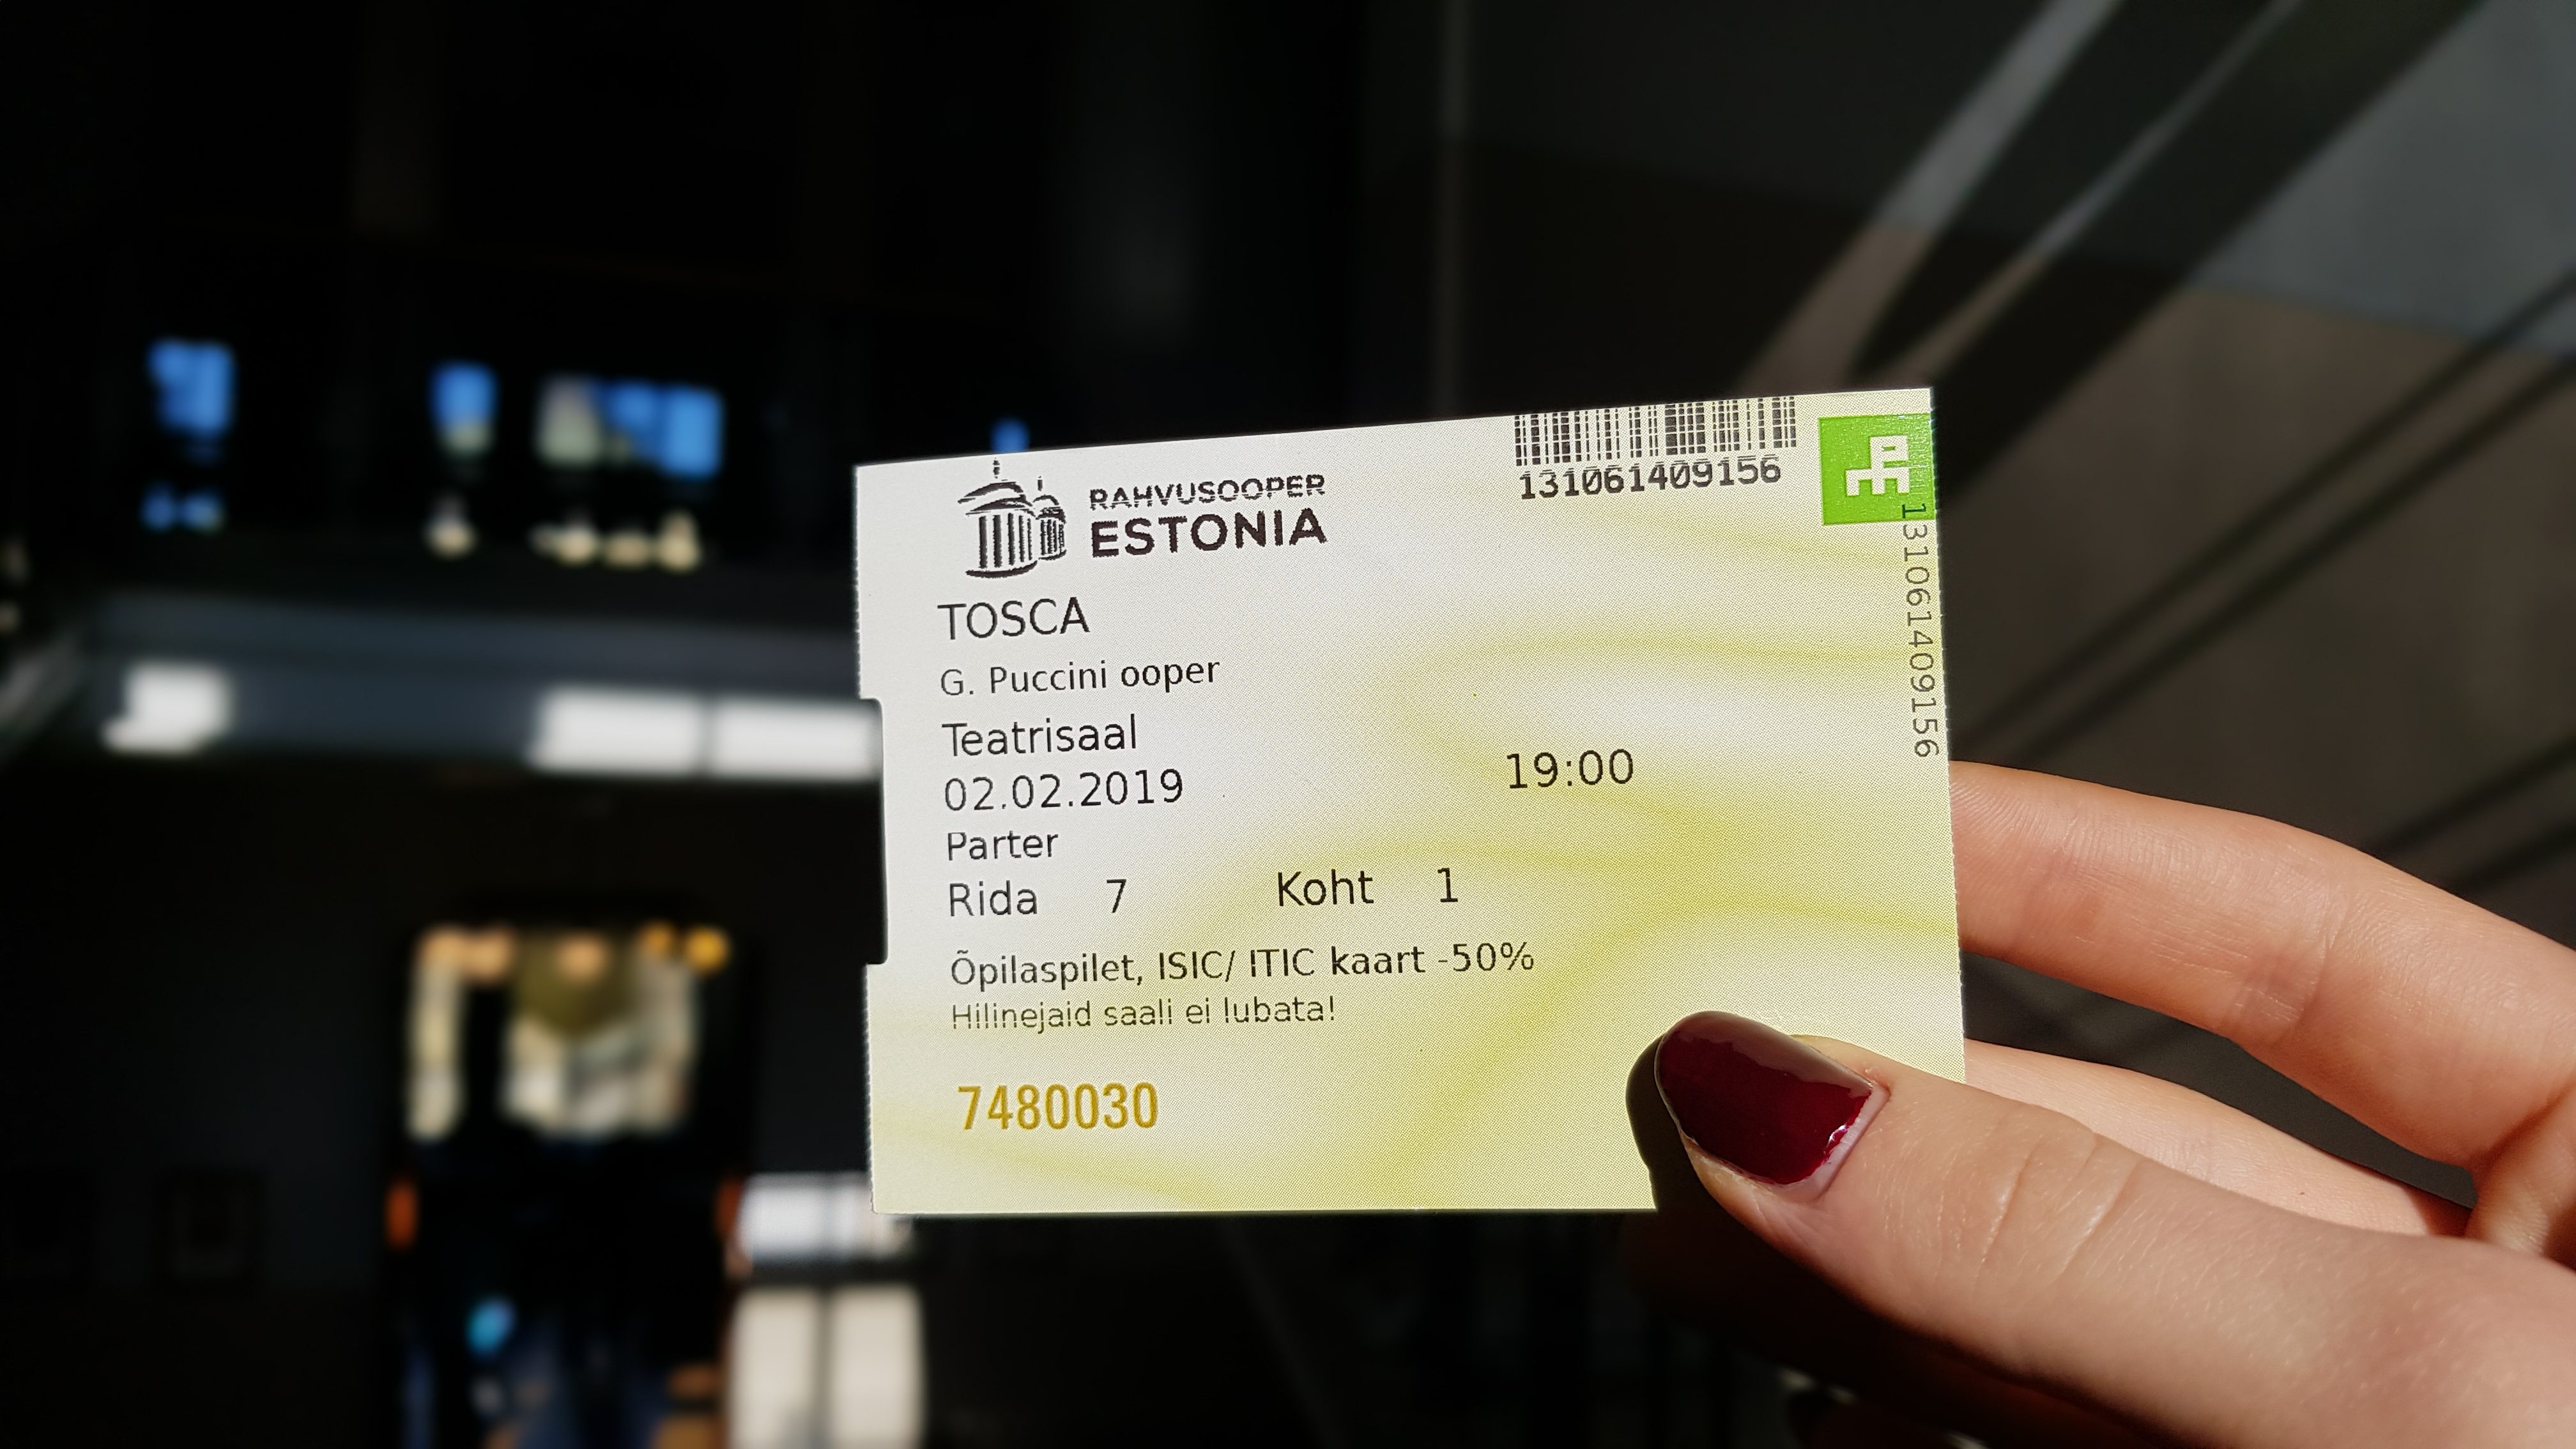 RAHVUSOOPER
ESTONIA
131061409156
131061409156
TOSCA
G. Puccini ooper
Teatrisaal
02.02.2019 19:00
Parter
Rida 7 Koht 1
Õpilaspilet, ISIC/ ITIC kaart -50%
Hilinejaid saali ei lubata!
7480030